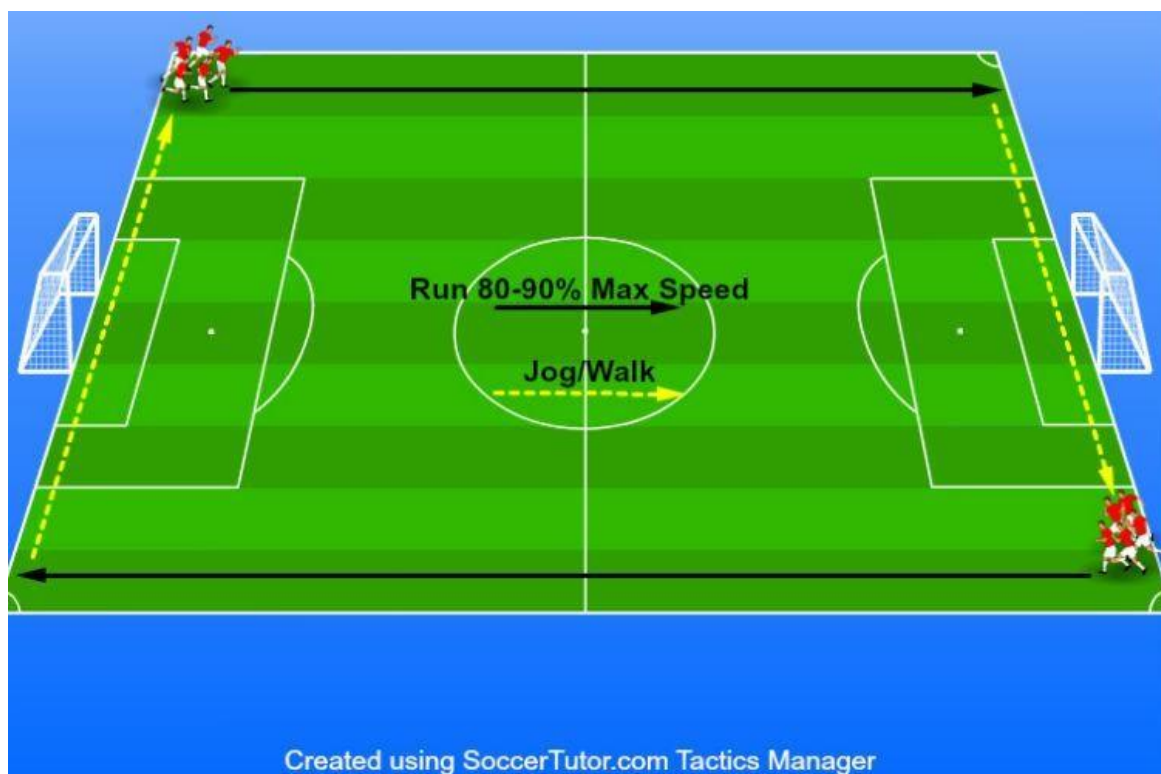 Run 80-90% Max Speed
Jog/Walk
Created using SoccerTutor.com Tactics Manager